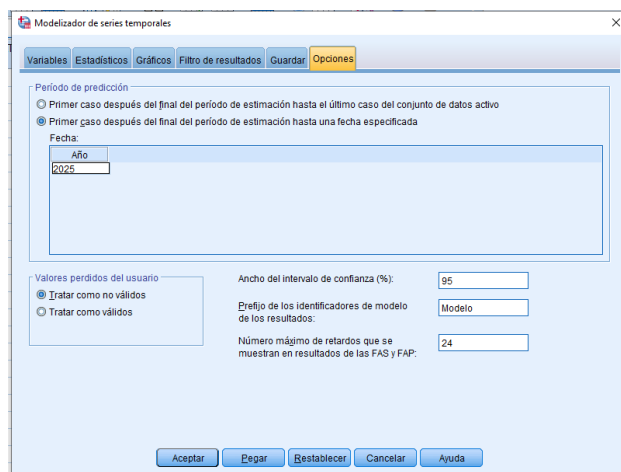 Modelizador de series temporales
Variables Estadísticos Gráficos Filtro de resultados Guardar Opciones
Período de predicción
Primer caso después del final del período de estimación hasta el último caso del conjunto de datos activo
Primer caso después del final del período de estimación hasta una fecha especificada
Fecha:
Año
2025
Valores perdidos del usuario
Tratar como no válidos
Tratar como válidos
Ancho del intervalo de confianza (%):
95
Prefijo de los identificadores de modelo
de los resultados:
Modelo
Número máximo de retardos que se
muestran en resultados de las FAS y FAP:
24
Aceptar Pegar Restablecer Cancelar Ayuda